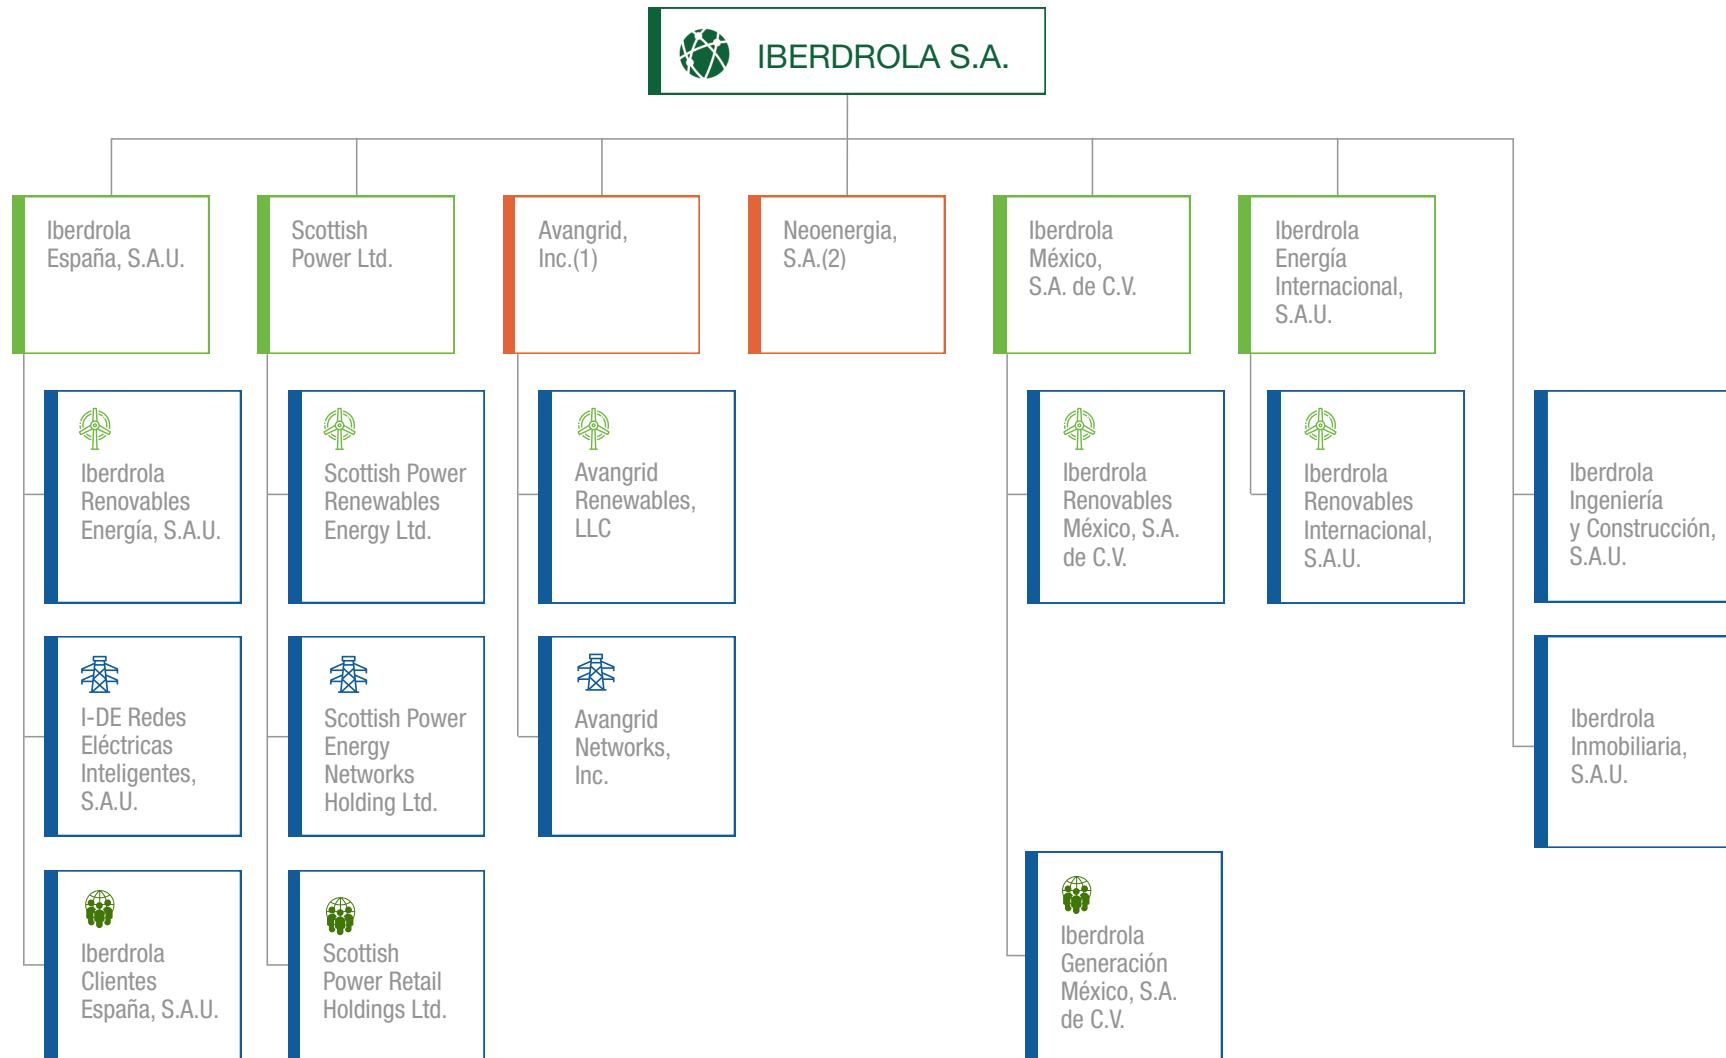 IBERDROLA S.A.
Iberdrola
España, S.A.U.
Scottish
Power Ltd.
Avangrid,
Inc.(1)
Neoenergia,
S.A.(2)
Iberdrola
México,
S.A. de C.V.
Iberdrola
Energía
Internacional,
S.A.U.
Iberdrola
Renovables
Energía, S.A.U.
Scottish Power
Renewables
Energy Ltd.
Avangrid
Renewables,
LLC
Iberdrola
Renovables
México, S.A.
de C.V.
Iberdrola
Renovables
Internacional,
S.A.U.
Iberdrola
Ingeniería
y Construcción,
S.A.U.
I-DE Redes
Eléctricas
Inteligentes,
S.A.U.
Scottish Power
Energy
Networks
Holding Ltd.
Avangrid
Networks,
Inc.
Iberdrola
Inmobiliaria,
S.A.U.
Iberdrola
Clientes
España, S.A.U.
Scottish
Power Retail
Holdings Ltd.
Iberdrola
Generación
México, S.A.
de C.V.